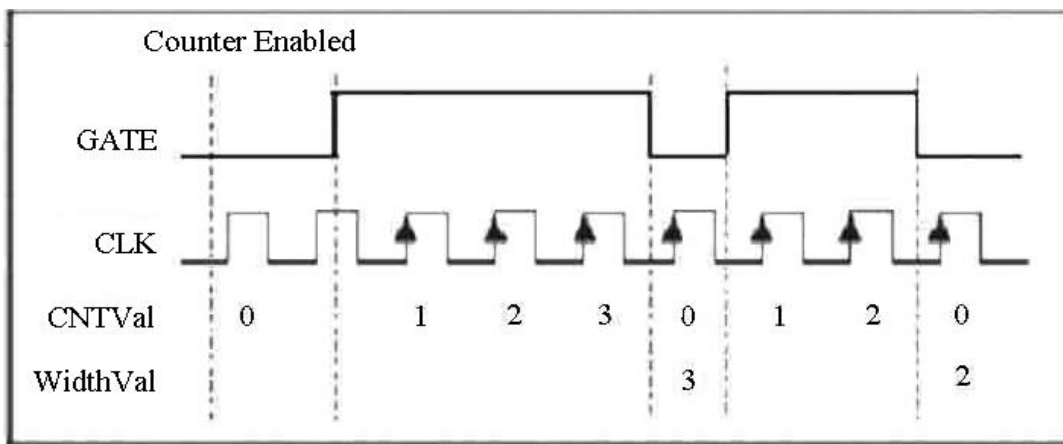 Counter Enabled
GATE
CLK
CNTVal 0 1 2 3 0 1 2 0
WidthVal 3 2